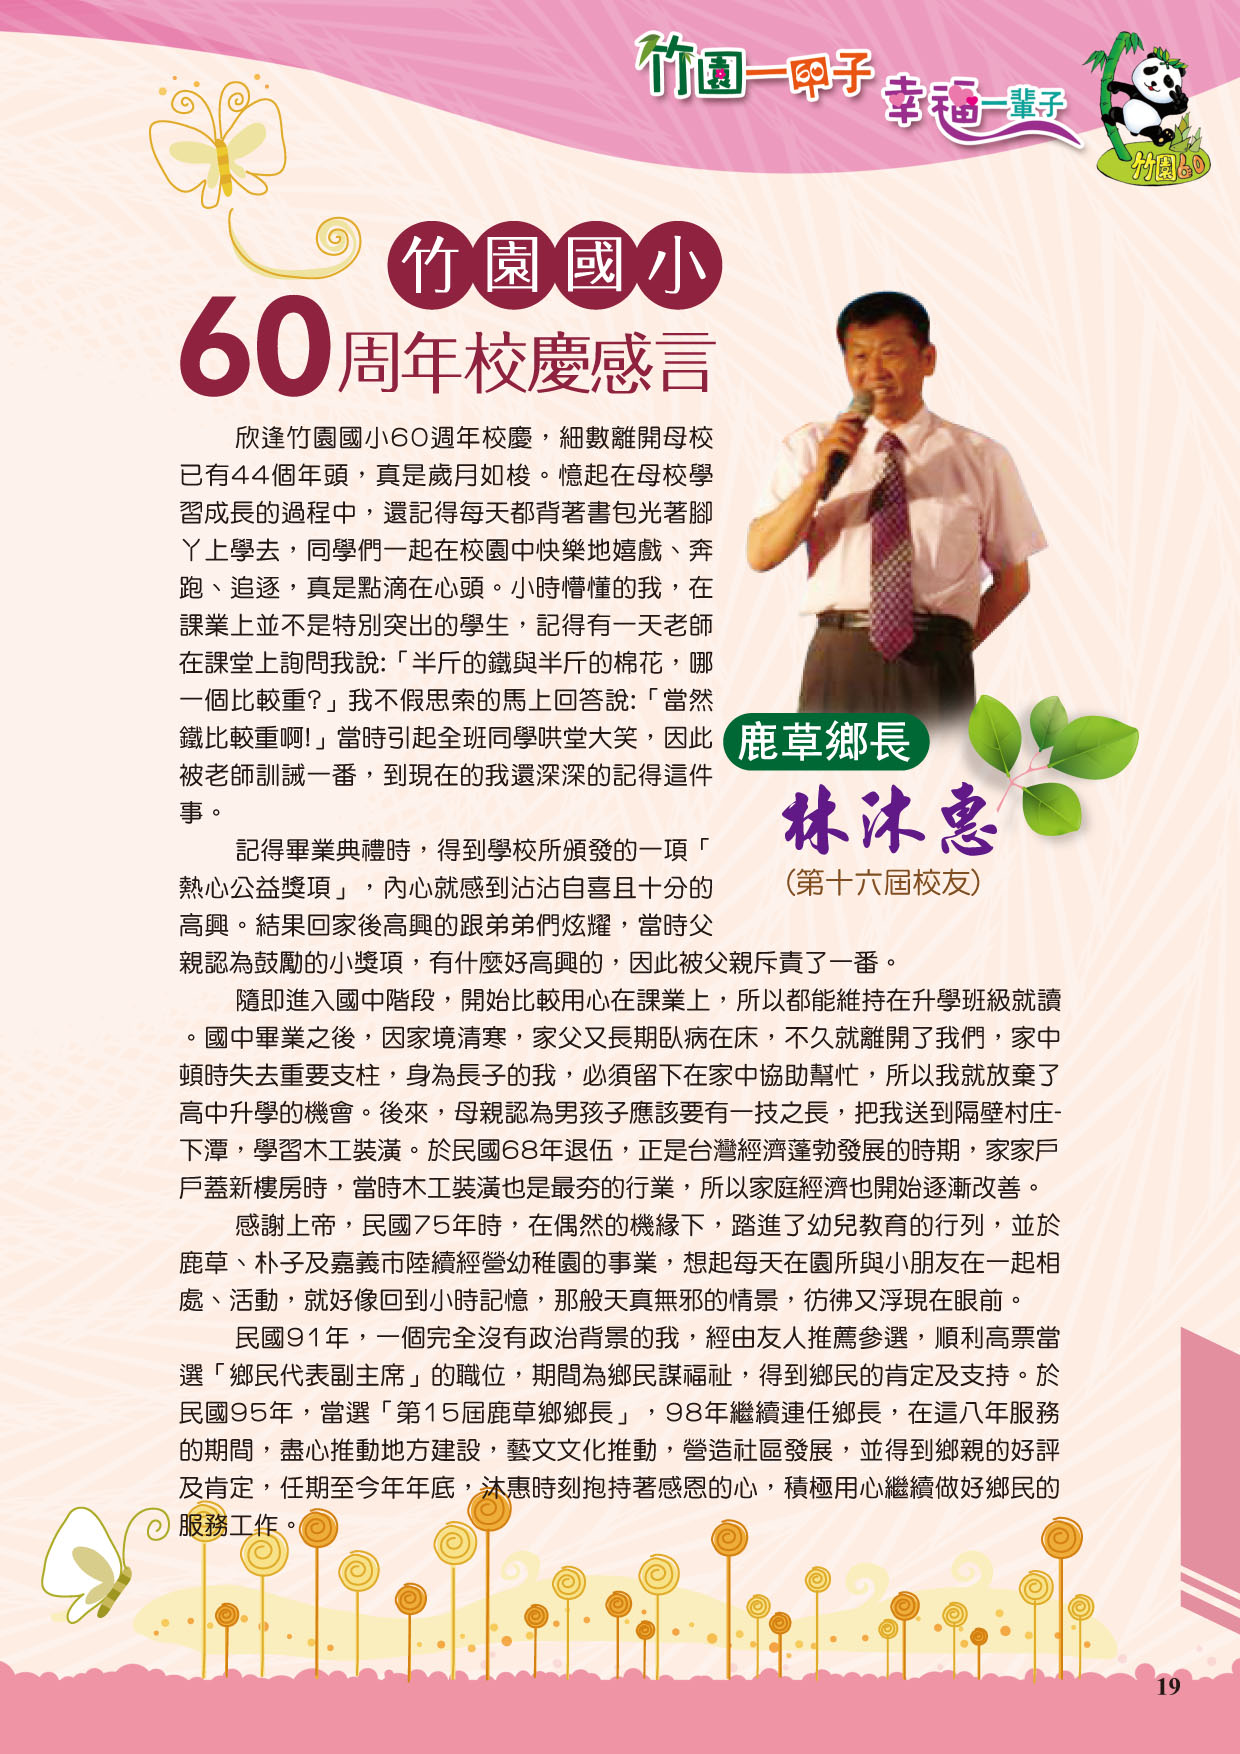 竹園一甲子
幸福一輩子
竹園60
竹園國小
60周年校慶感言
欣逢竹園國小60週年校慶，細數離開母校
已有44個年頭，真是歲月如梭。憶起在母校學
習成長的過程中，還記得每天都背著書包光著腳
丫上學去，同學們一起在校園中快樂地嬉戲、奔
跑、追逐，真是點滴在心頭。小時懵懂的我，在
課業上並不是特別突出的學生，記得有一天老師
在課堂上詢問我說:「半斤的鐵與半斤的棉花，哪
一個比較重?」我不假思索的馬上回答說:「當然
鐵比較重啊!」當時引起全班同學哄堂大笑，因此
被老師訓誡一番，到現在的我還深深的記得這件
事。
鹿草鄉長
林沐惠
（第十六屆校友）
記得畢業典禮時，得到學校所頒發的一項「
熱心公益獎項」，內心就感到沾沾自喜且十分的
高興。結果回家後高興的跟弟弟們炫耀，當時父
親認為鼓勵的小獎項，有什麼好高興的，因此被父親斥責了一番。
隨即進入國中階段，開始比較用心在課業上，所以都能維持在升學班級就讀
。國中畢業之後，因家境清寒，家父又長期臥病在床，不久就離開了我們，家中
頓時失去重要支柱，身為長子的我，必須留下在家中協助幫忙，所以我就放棄了
高中升學的機會。後來，母親認為男孩子應該要有一技之長，把我送到隔壁村庄-
下潭，學習木工裝潢。於民國68年退伍，正是台灣經濟蓬勃發展的時期，家家戶
戶蓋新樓房時，當時木工裝潢也是最夯的行業，所以家庭經濟也開始逐漸改善。
感謝上帝，民國75年時，在偶然的機緣下，踏進了幼兒教育的行列，並於
鹿草、朴子及嘉義市陸續經營幼稚園的事業，想起每天在園所與小朋友在一起相
處、活動，就好像回到小時記憶，那般天真無邪的情景，彷彿又浮現在眼前。
民國91年，一個完全沒有政治背景的我，經由友人推薦參選，順利高票當
選「鄉民代表副主席」的職位，期間為鄉民謀福祉，得到鄉民的肯定及支持。於
民國95年，當選「第15屆鹿草鄉鄉長」，98年繼續連任鄉長，在這八年服務
的期間，盡心推動地方建設，藝文文化推動，營造社區發展，並得到鄉親的好評
及肯定，任期至今年年底，沐惠時刻抱持著感恩的心，積極用心繼續做好鄉民的
服務工作。
19